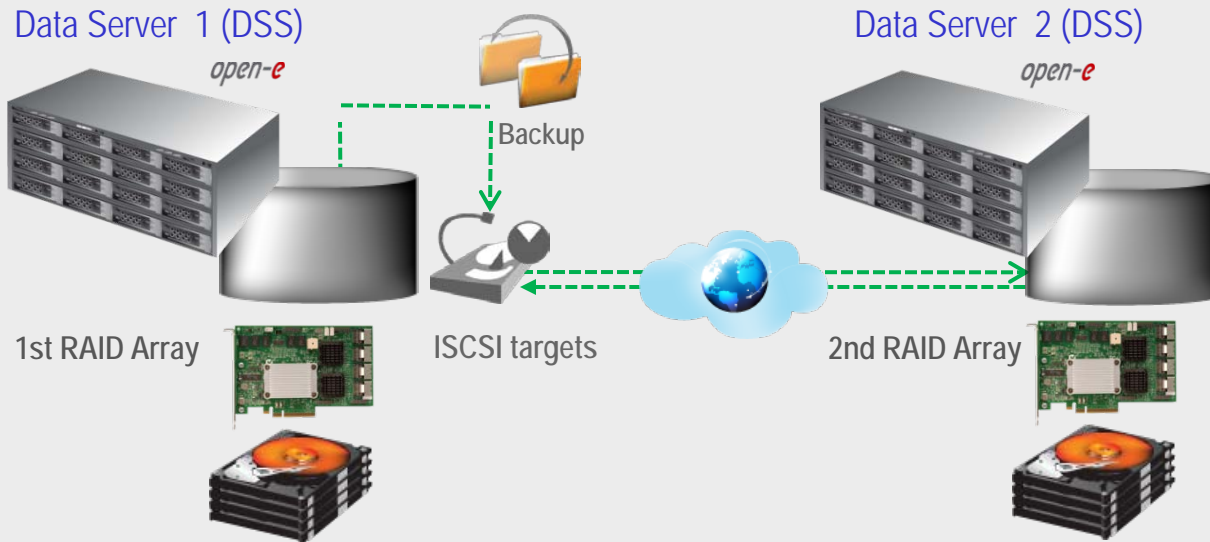 Data Server 1 (DSS)
open-e
Backup
Data Server 2 (DSS)
open-e
1st RAID Array
ISCSI targets
2nd RAID Array